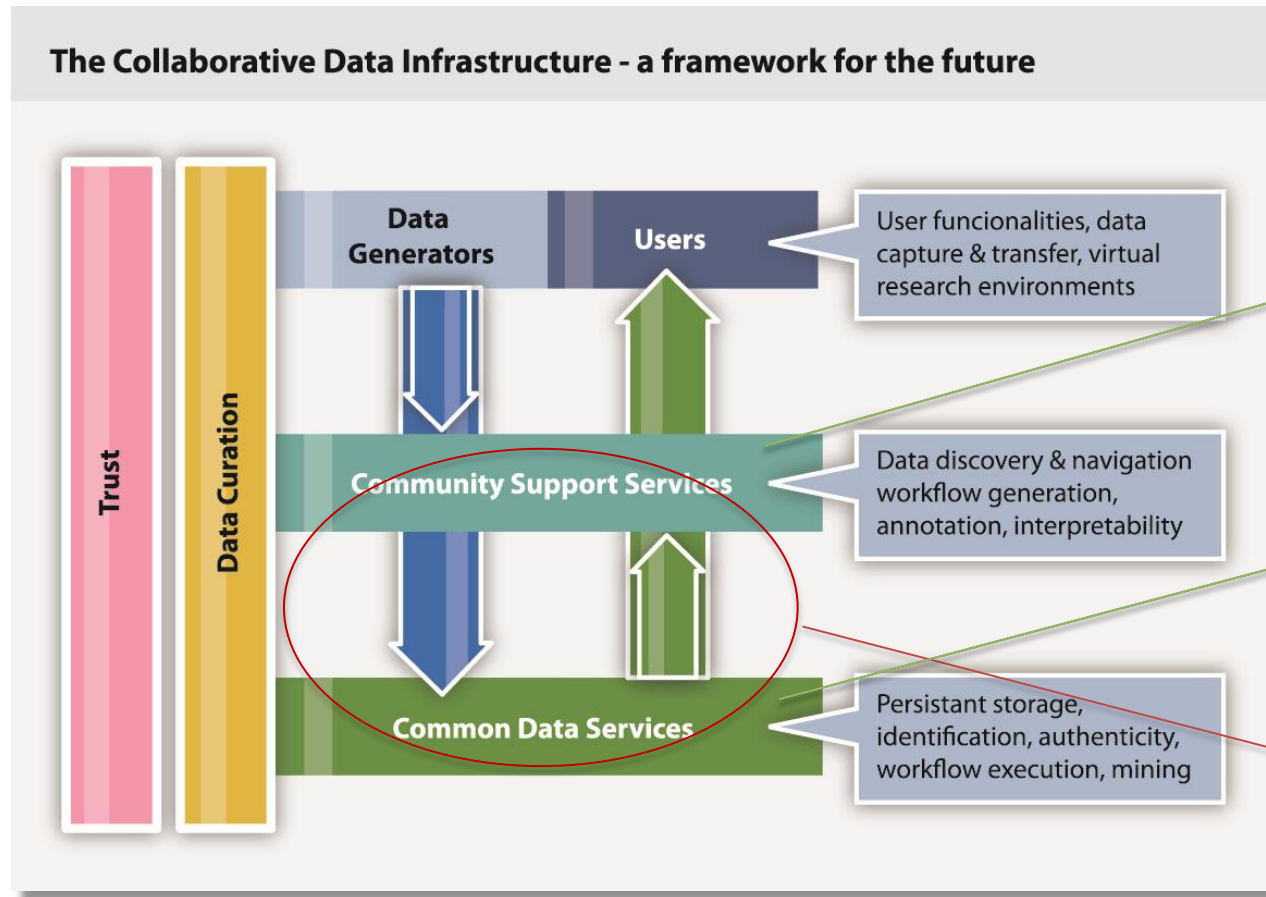 The Collaborative Data Infrastructure - a framework for the future
Trust
Data Curation
Data
Generators
Users
User funcionalities, data
capture & transfer, virtual
research environments
Community Support Services
Data discovery & navigation
workflow generation,
annotation, interpretability
Common Data Services
Persistant storage,
identification, authenticity,
workflow execution, mining